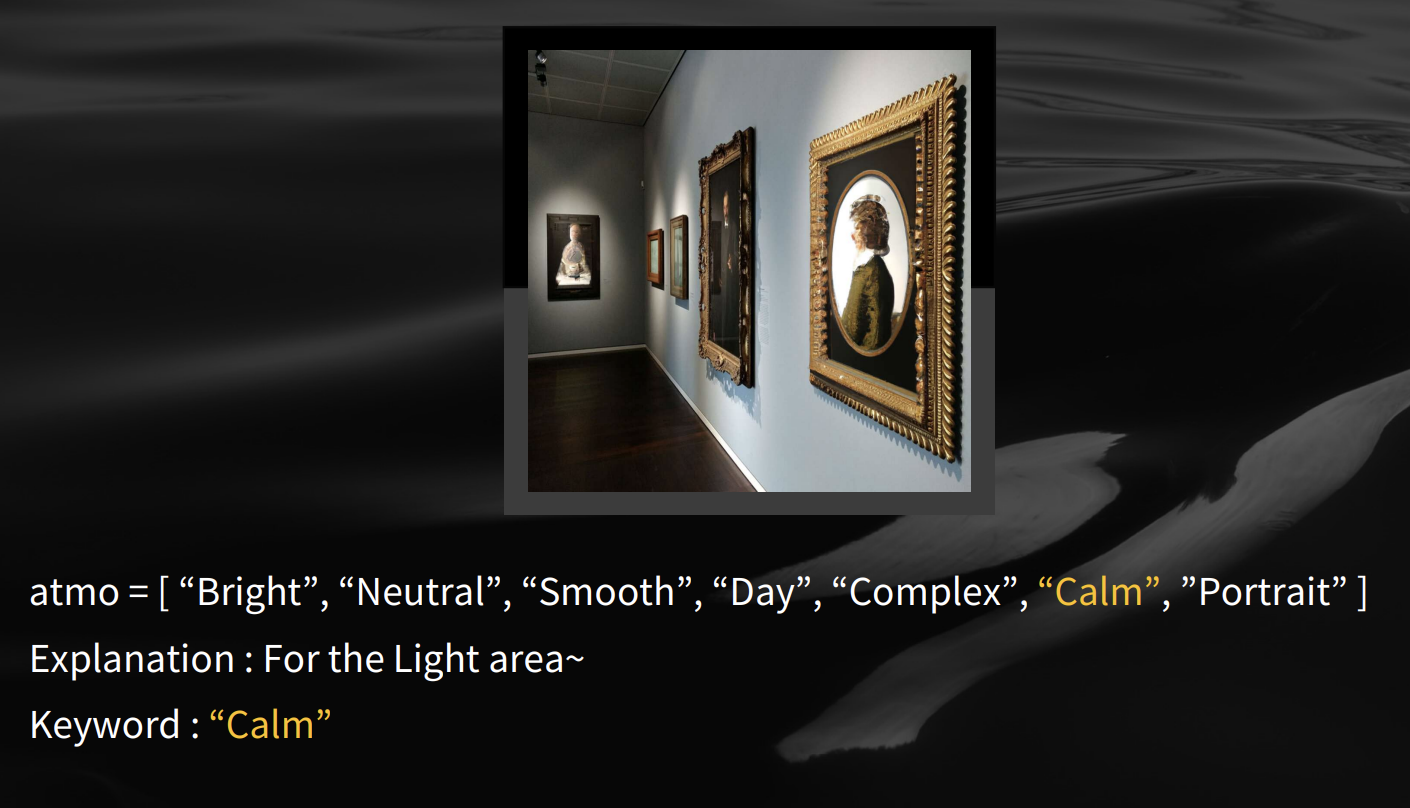 atmo = [ “Bright”, “Neutral”, “Smooth”, “Day”, “Complex”, “Calm”, ”Portrait” ]
Explanation : For the Light area~
Keyword : “Calm”